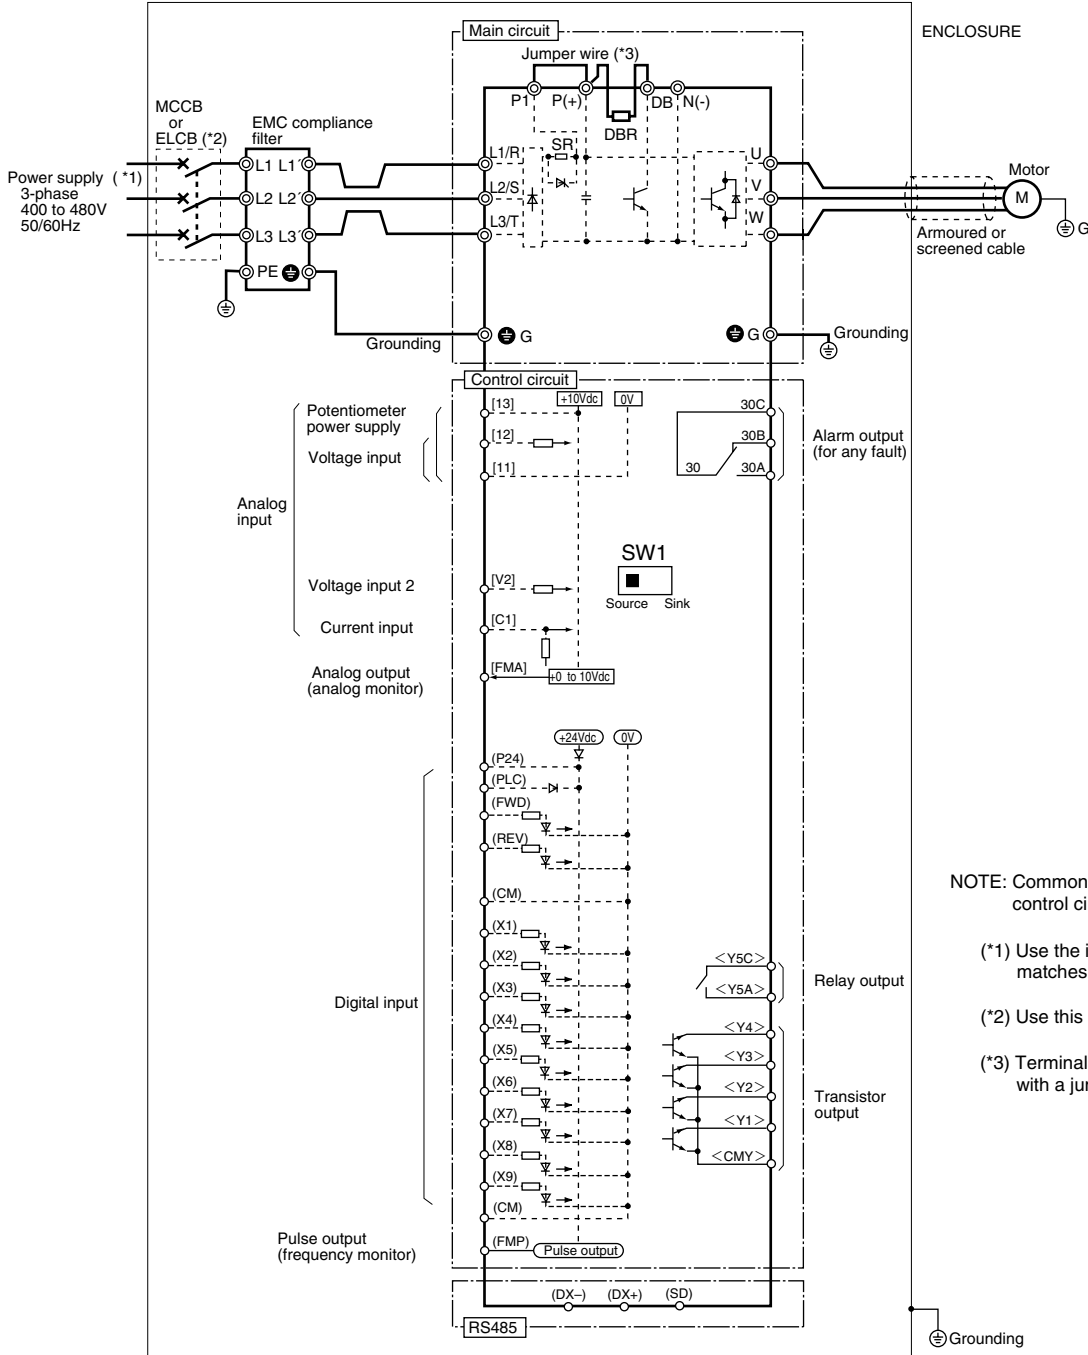 ENCLOSURE
Main circuit
Jumper wire (*3)
P1
P(+)
DB
N(-)
DBR
MCCB
or
ELCB (*2)
EMC compliance
filter
Power supply (*1)
3-phase
400 to 480V
50/60Hz
L1 L1´
L2 L2´
L3 L3´
PE
L1/R
L2/S
L3/T
SR
U
V
W
Motor
M
G
Armoured or
screened cable
G
Grounding
G
Grounding
Control circuit
Potentiometer
power supply
Voltage input
Analog
input
Voltage input 2
Current input
Analog output
(analog monitor)
[13]
+10Vdc
0V
[12]
[11]
[V2]
[C1]
[FMA]
+0 to 10Vdc
30C
30B
30
30A
Alarm output
(for any fault)
SW1
Source Sink
+24Vdc
0V
(P24)
(PLC)
(FWD)
(REV)
(CM)
(X1)
(X2)
(X3)
(X4)
(X5)
(X6)
(X7)
(X8)
(X9)
(CM)
(FMP)
Pulse output
Digital input
Pulse output
(frequency monitor)
<Y5C>
<Y5A>
Relay output
<Y4>
<Y3>
<Y2>
<Y1>
<CMY>
Transistor
output
NOTE: Common
control ci
(*1) Use the i
matches
(*2) Use this
(*3) Terminal
with a jur
(DX–)
(DX+)
(SD)
RS485
Grounding